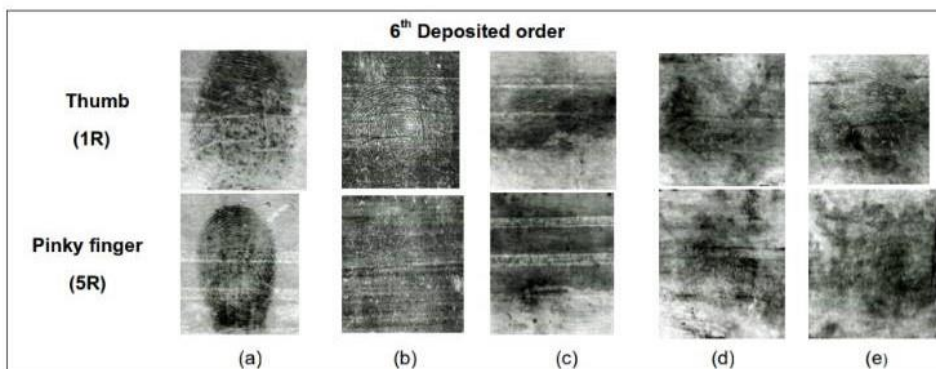 6th Deposited order
Thumb
(1R)
Pinky finger
(5R)
(a)
(b)
(c)
(d)
(e)